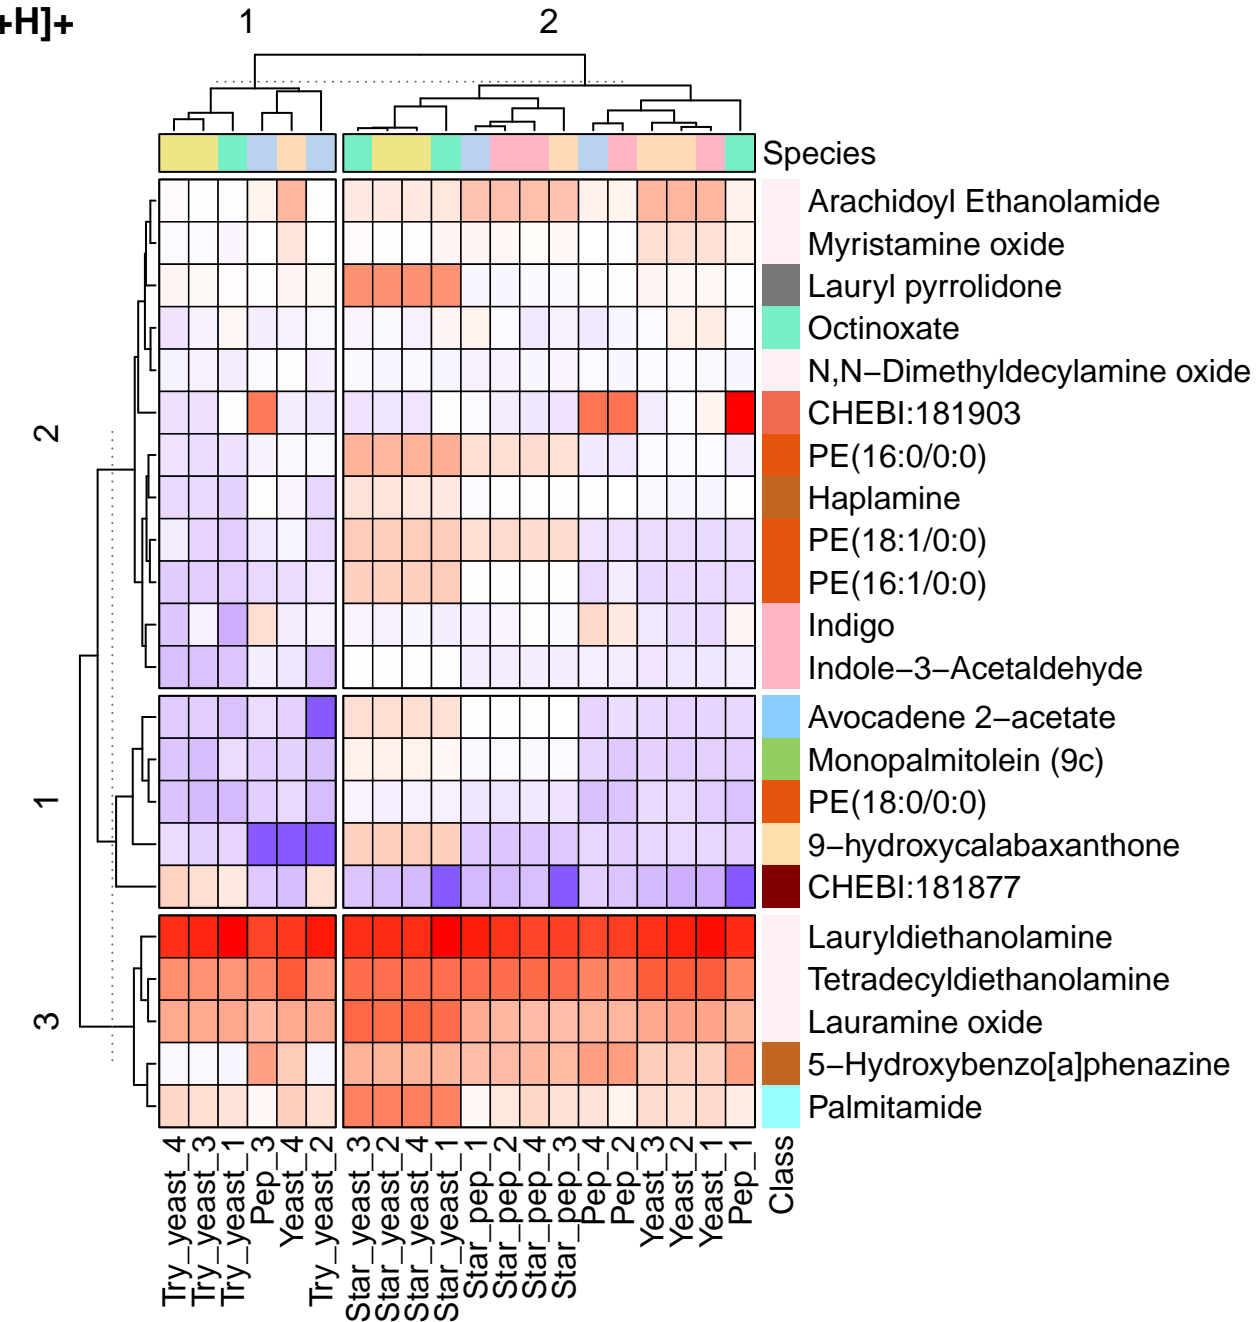 +H]+
1 2
Species
Arachidoyl Ethanolamide
Myristamine oxide
Lauryl pyrrolidone
Octinoxate
N,N−Dimethyldecylamine oxide
CHEBI:181903
PE(16:0/0:0)
Haplamine
PE(18:1/0:0)
PE(16:1/0:0)
Indigo
Indole−3−Acetaldehyde
2
Avocadene 2−acetate
Monopalmitolein (9c)
PE(18:0/0:0)
9−hydroxycalabaxanthone
CHEBI:181877
1
Lauryldiethanolamine
Tetradecyldiethanolamine
Lauramine oxide
5−Hydroxybenzo[a]phenazine
Palmitamide
3
Try_yeast_4
Try_yeast_3
Try_yeast_1
Pep_3
Yeast_4
Try_yeast_2
Star_yeast_3
Star_yeast_2
Star_yeast_4
Star_yeast_1
Star_pep_1
Star_pep_2
Star_pep_4
Star_pep_3
Pep_4
Pep_2
Yeast_3
Yeast_2
Yeast_1
Pep_1
Class